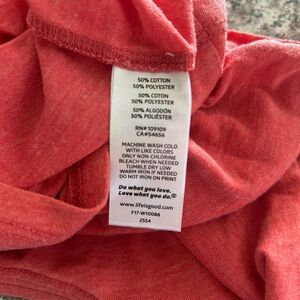 50% COTTON
50% POLYESTER
50% COTON
50% POLYESTER
50% ALGODÓN
50% POLIÉSTER
RN#109109
CA#54656
MACHINE WASH COLD
WITH LIKE COLORS
ONLY NON-CHLORINE
BLEACH WHEN NEEDED
TUMBLE DRY LOW
WARM IRON IF NEEDED
DO NOT IRON ON PRINT
Do what you love.
Love what you do.®
www.lifeisgood.com
F17-W10088
2554